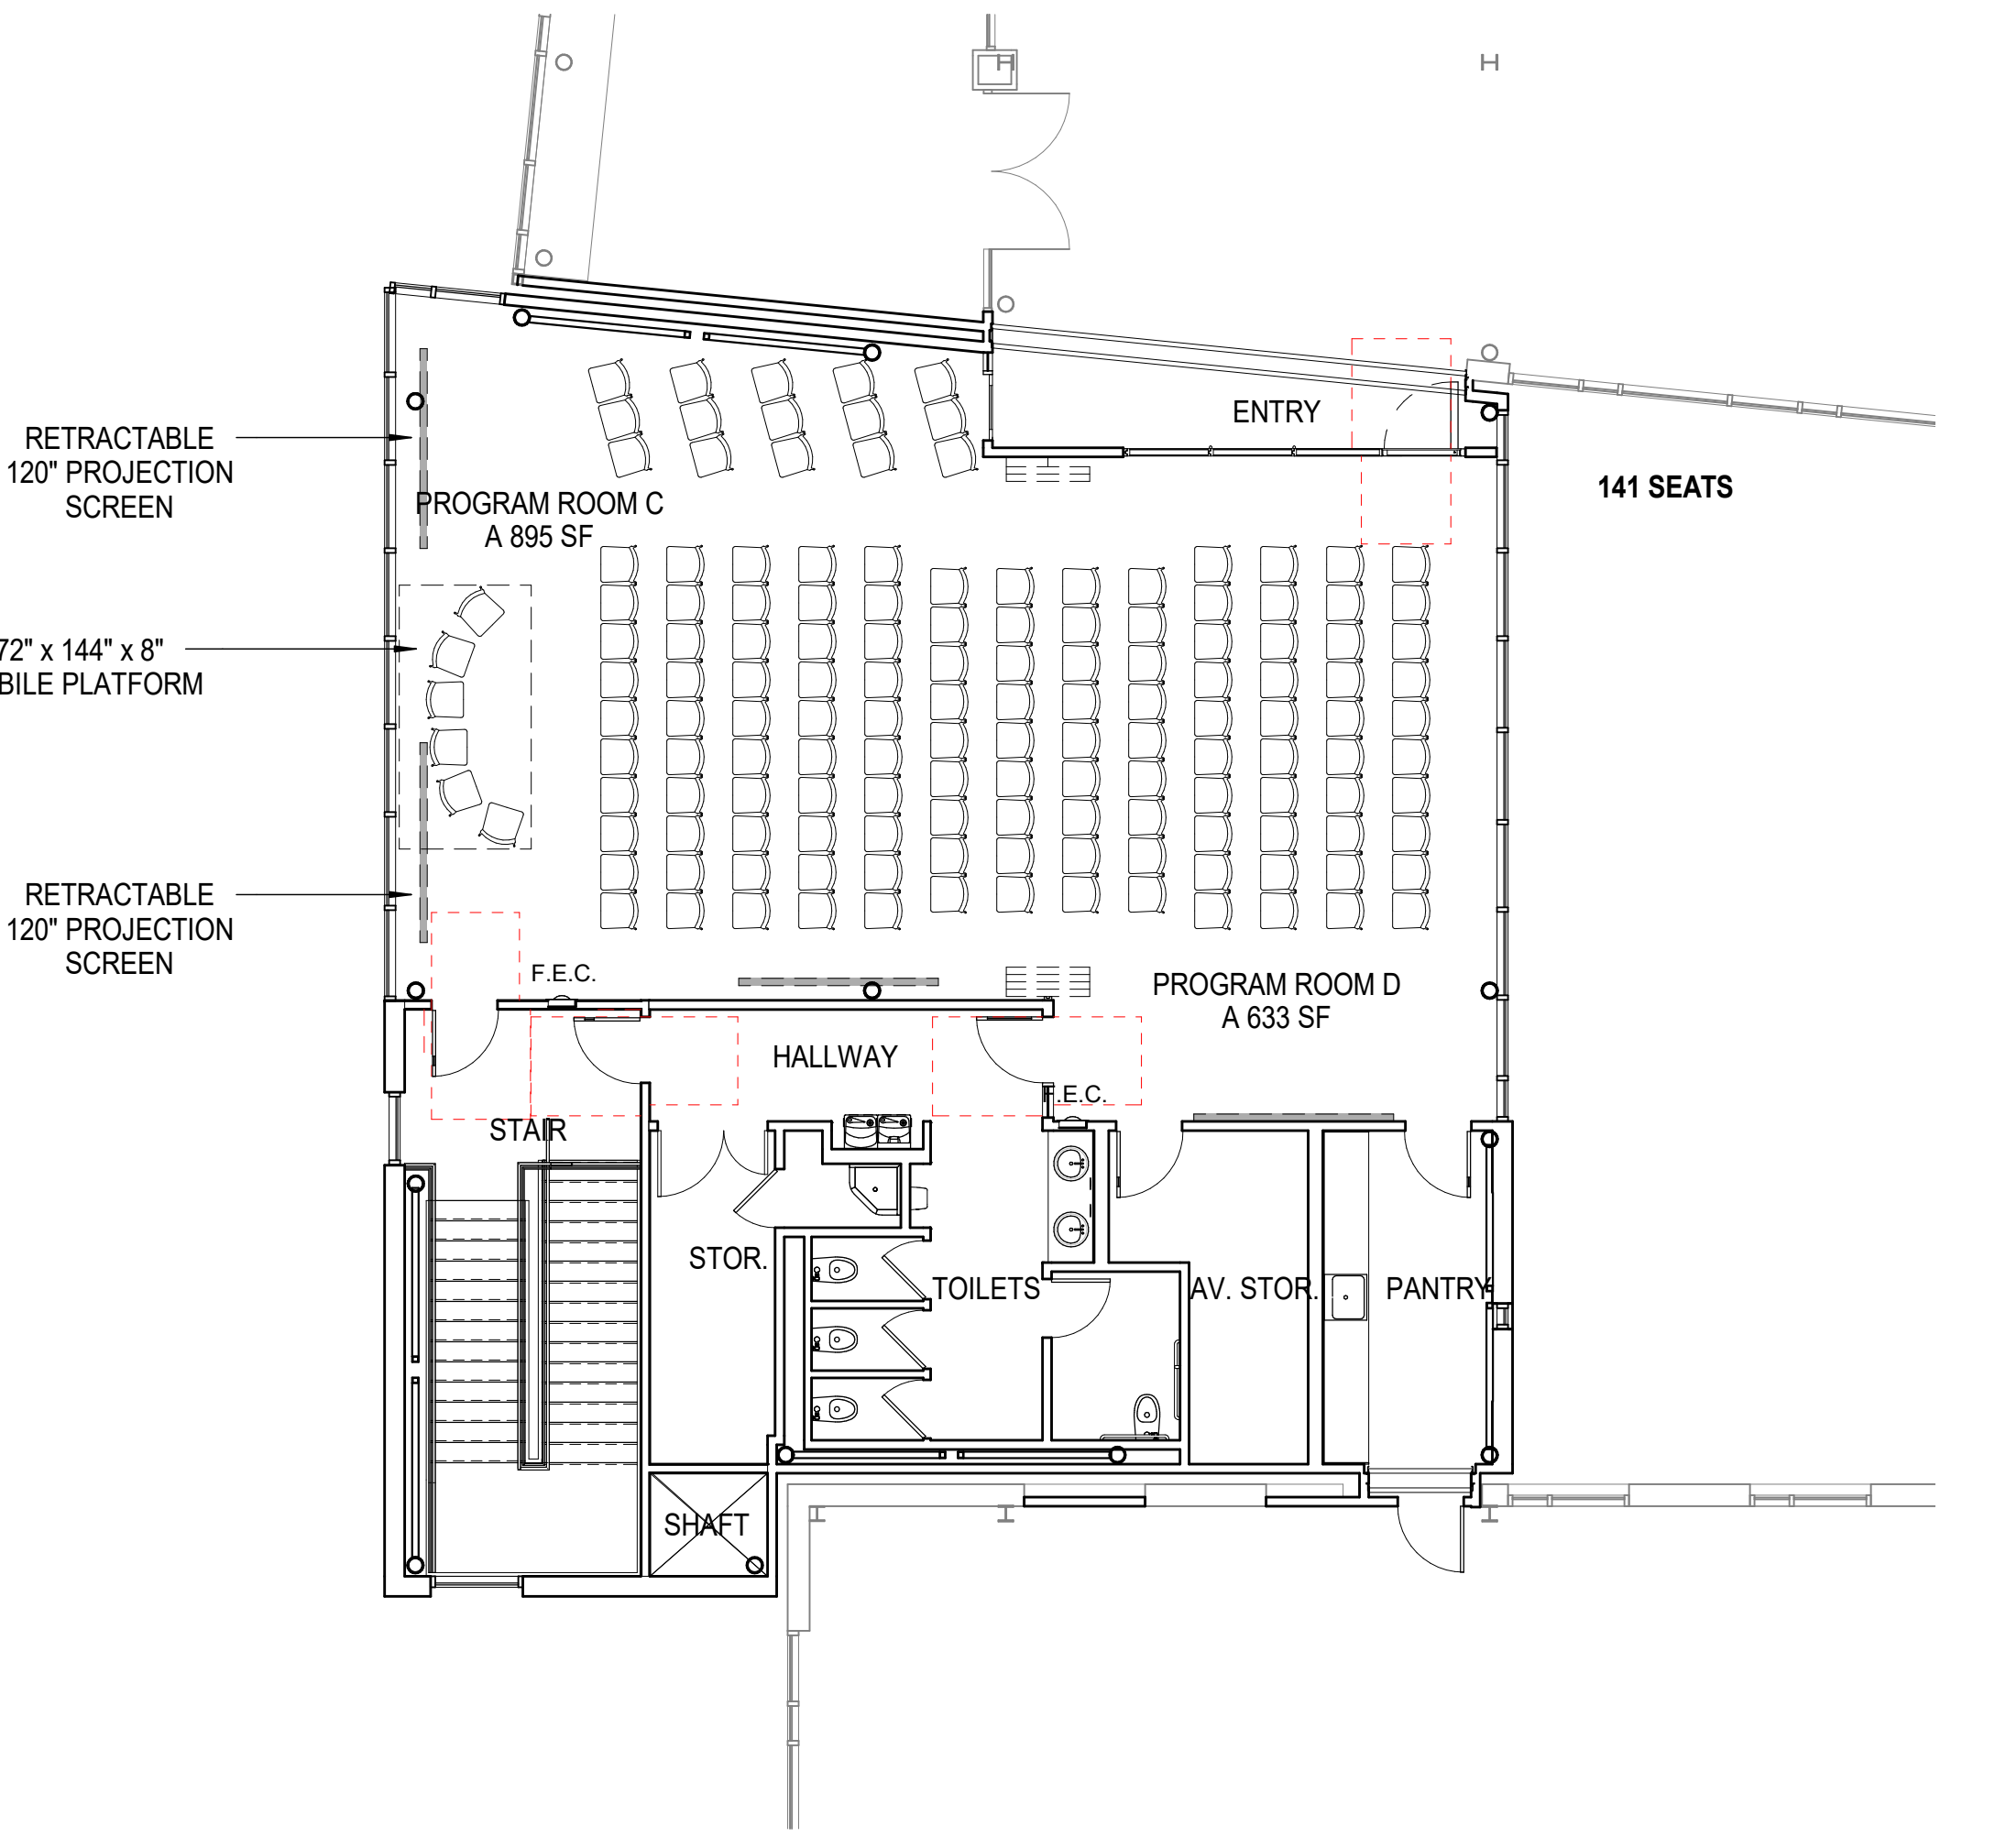 ENTRY
RETRACTABLE
120" PROJECTION
SCREEN
141 SEATS
PROGRAM ROOM C
A 895 SF
72" x 144" x 8"
BILE PLATFORM
RETRACTABLE
120" PROJECTION
SCREEN
F.E.C.
PROGRAM ROOM D
A 633 SF
HALLWAY
F.E.C.
STAIR
STOR.
TOILETS
AV. STOR.
PANTRY
SHAFT